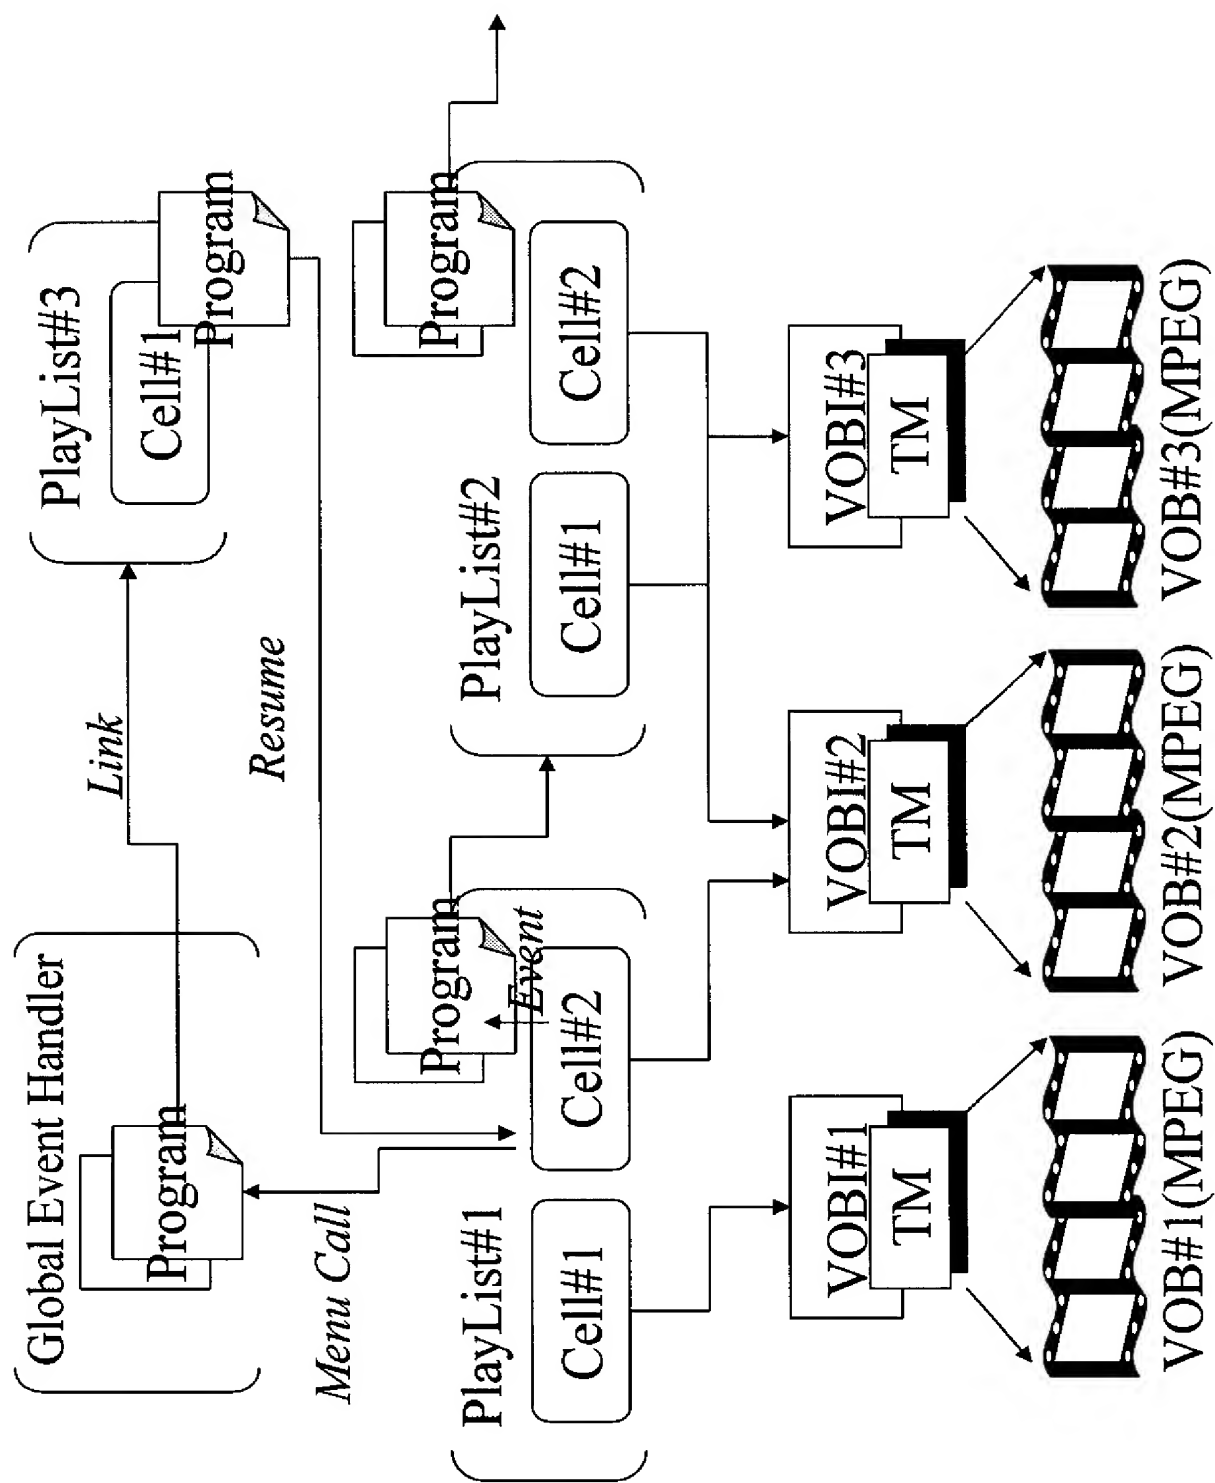 Global Event Handler
Program
Link
PlayList#3
Cell#1
Program
Menu Call
Resume
PlayList#1
Cell#1
Cell#2
Program
Event
PlayList#2
Cell#1
Cell#2
Program
VOBI#1
TM
VOBI#2
TM
VOBI#3
TM
VOB#1(MPEG)
VOB#2(MPEG)
VOB#3(MPEG)